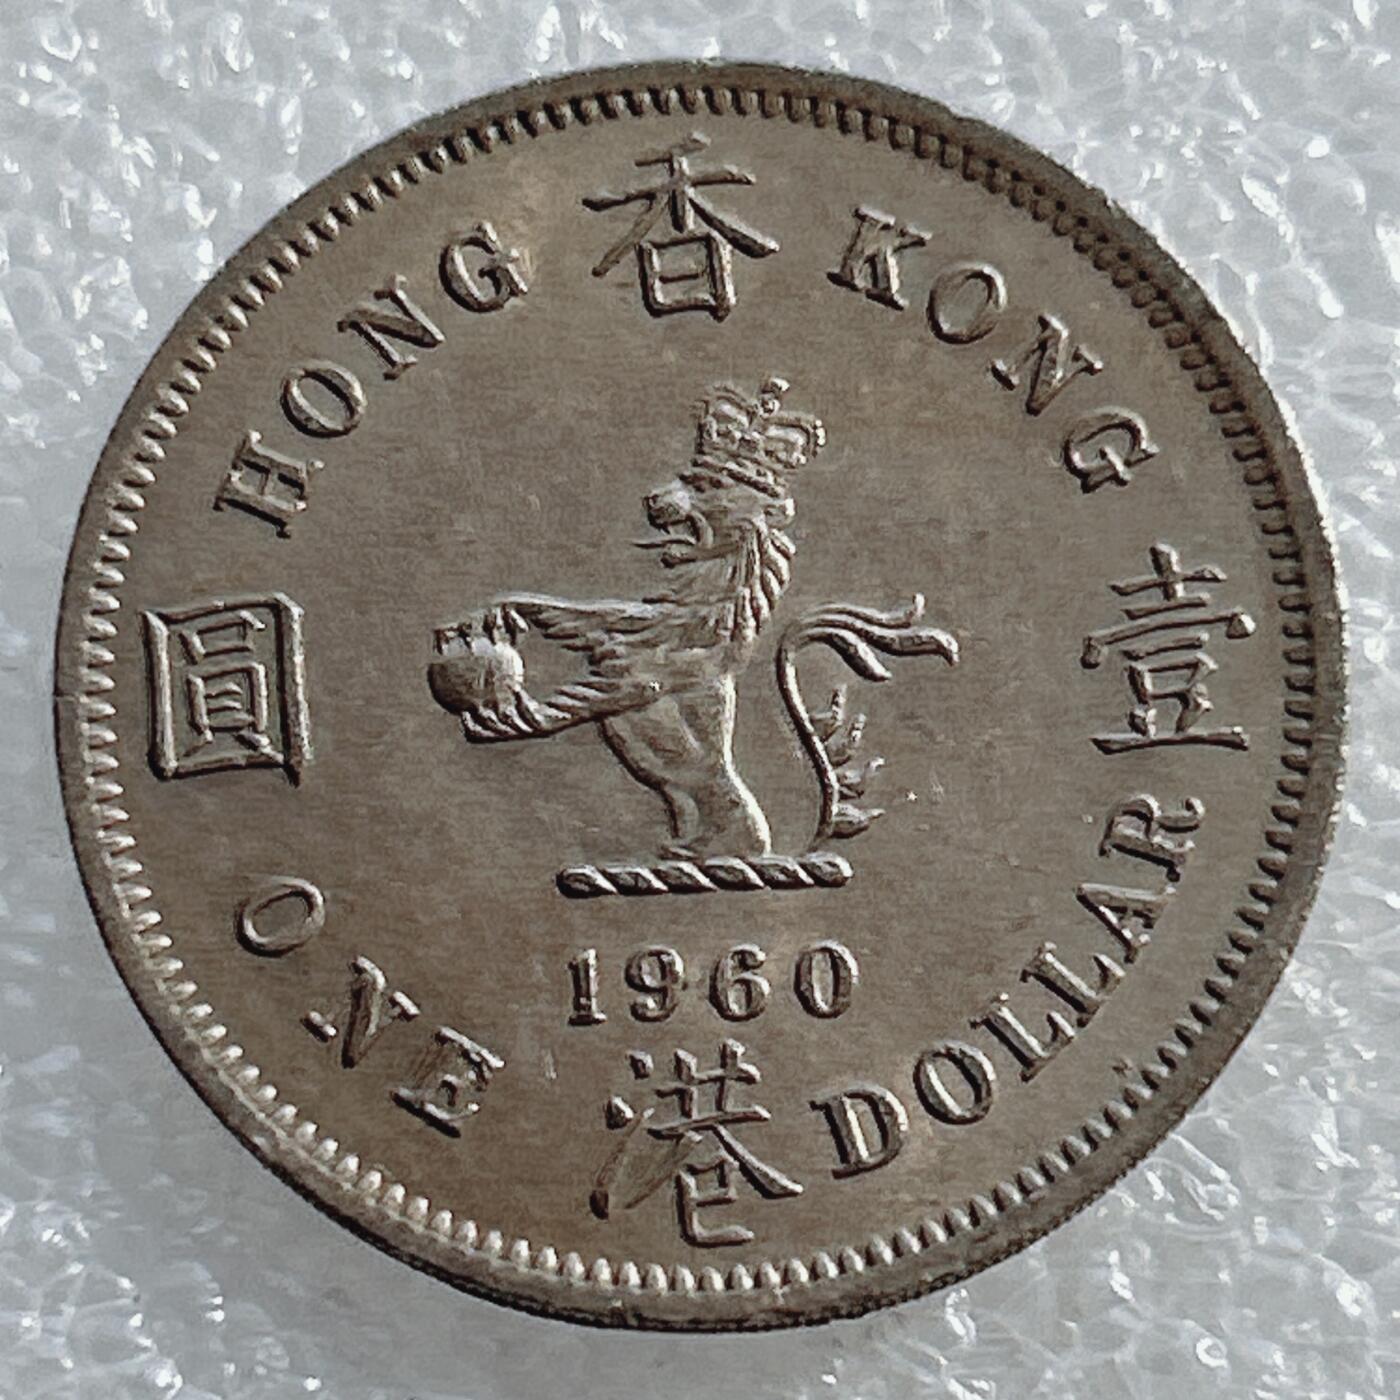 HONG KONG
香港
壹圓
ONE DOLLAR
1960